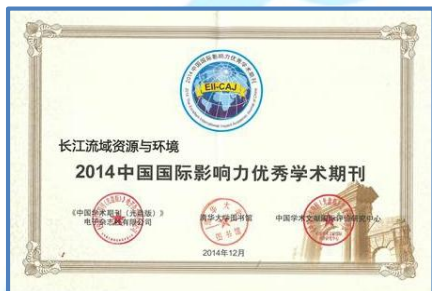 EII-CAJ
长江流域资源与环境
2014中国国际影响力优秀学术期刊
《中国学术期刊(光盘版)》
电子杂志社有限公司
清华大学图书馆
中国学术文献国际评价研究中心
2014年12月